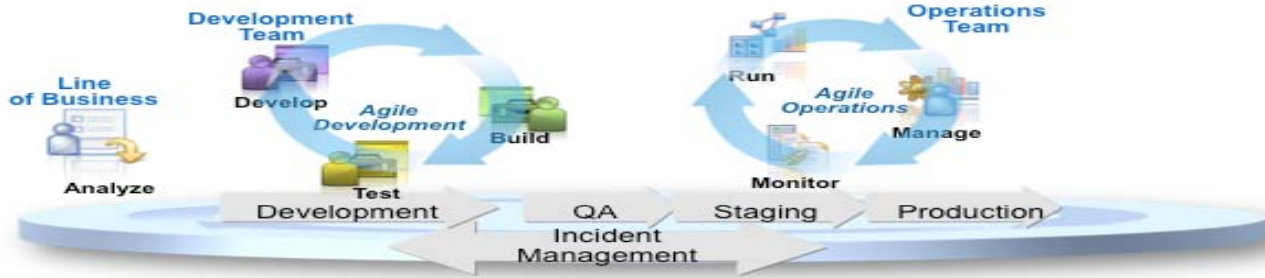 Line
of Business
Analyze
Development
Team
Develop
Agile
Development
Build
Test
Operations
Team
Run
Agile
Operations
Manage
Monitor
Development
QA
Staging
Production
Incident
Management